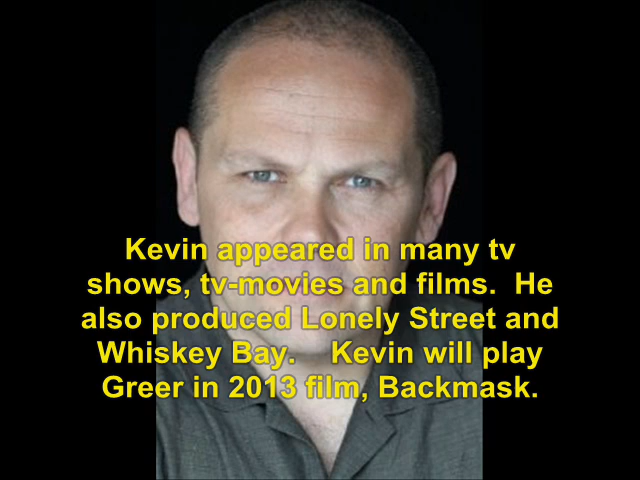 Kevin appeared in many tv
shows, tv-movies and films.  He
also produced Lonely Street and
Whiskey Bay.    Kevin will play
Greer in 2013 film, Backmask.